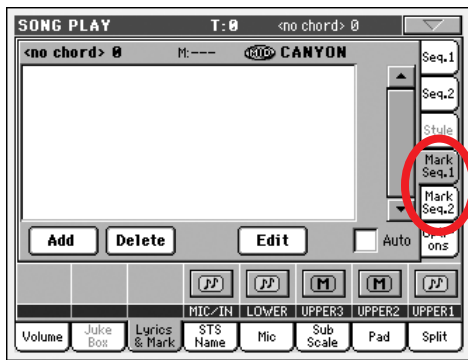 SONG PLAY T:0 <no chord> 0
<no chord> 0 M:--- MID CANYON
Seq.1
Seq.2
Style
Mark
Seq.1
Mark
Seq.2
ons
Add Delete Edit Auto
M M
MIC/IN LOWER UPPER3 UPPER2 UPPER1
Volume Juke Box Lyrics & Mark STS Name Mic Sub Scale Pad Split